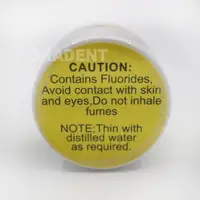 CAUTION:
Contains Fluorides,
Avoid contact with skin
and eyes,Do not inhale
fumes
NOTE;Thin with
distilled water
as required.